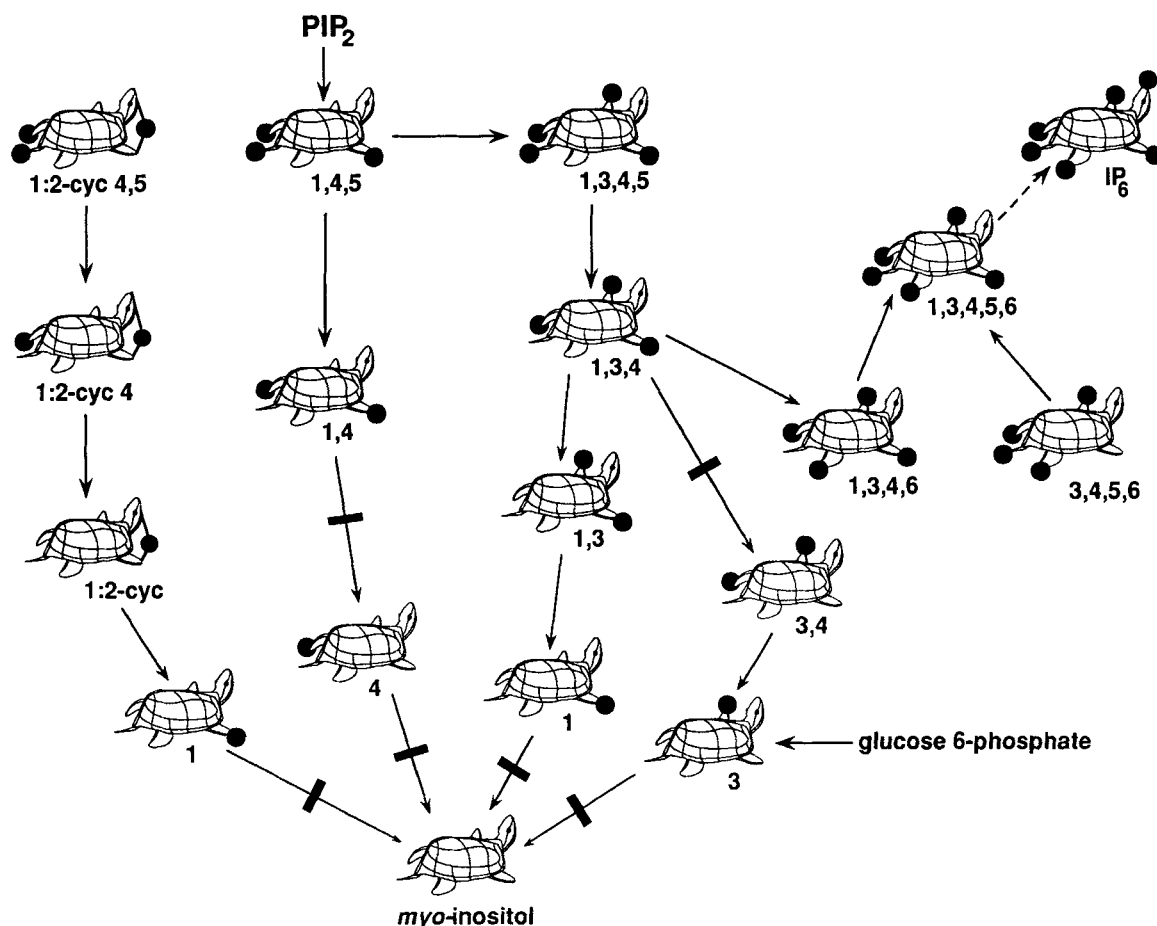 PIP2
1:2-cyc 4,5
1,4,5
1,3,4,5
IP6
1,3,4,5,6
1:2-cyc 4
1,4
1,3,4
1,3,4,6
3,4,5,6
1:2-cyc
1,3
3,4
1
4
1
3
glucose 6-phosphate
myo-inositol